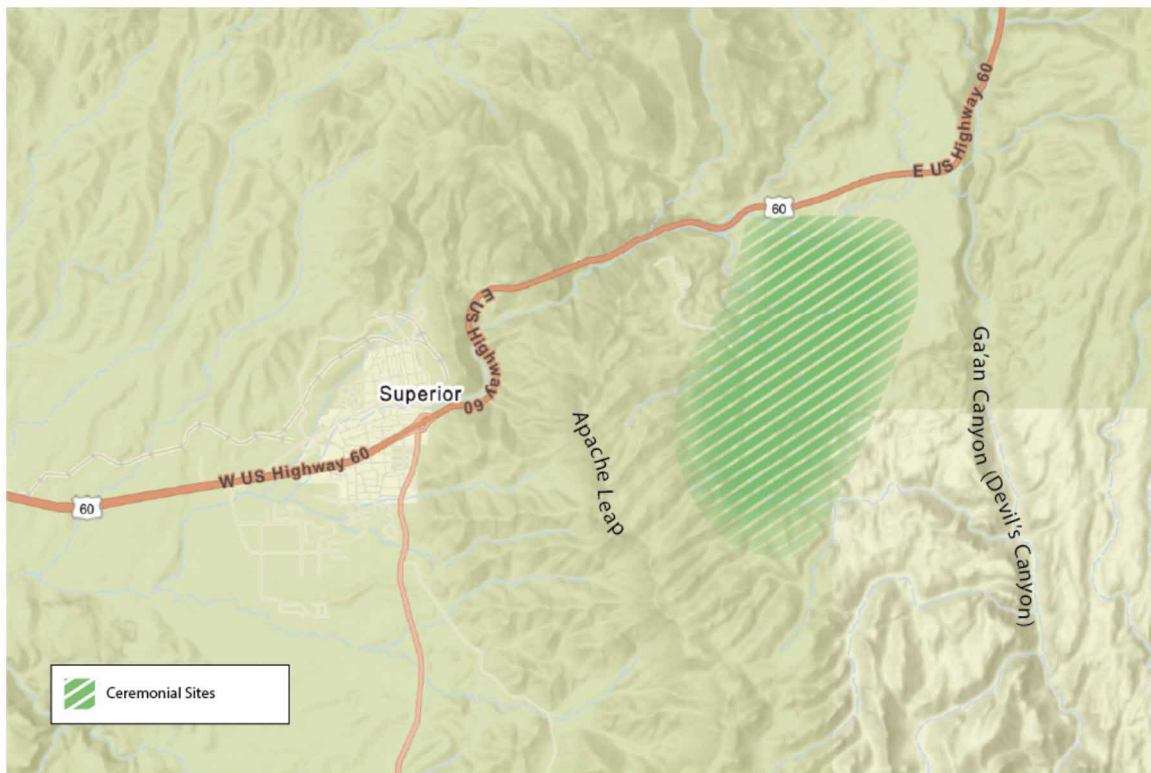 E US Highway 60
60
E US Highway 60
Superior
Ga'an Canyon (Devil's Canyon)
Apache Leap
W US Highway 60
60
Ceremonial Sites